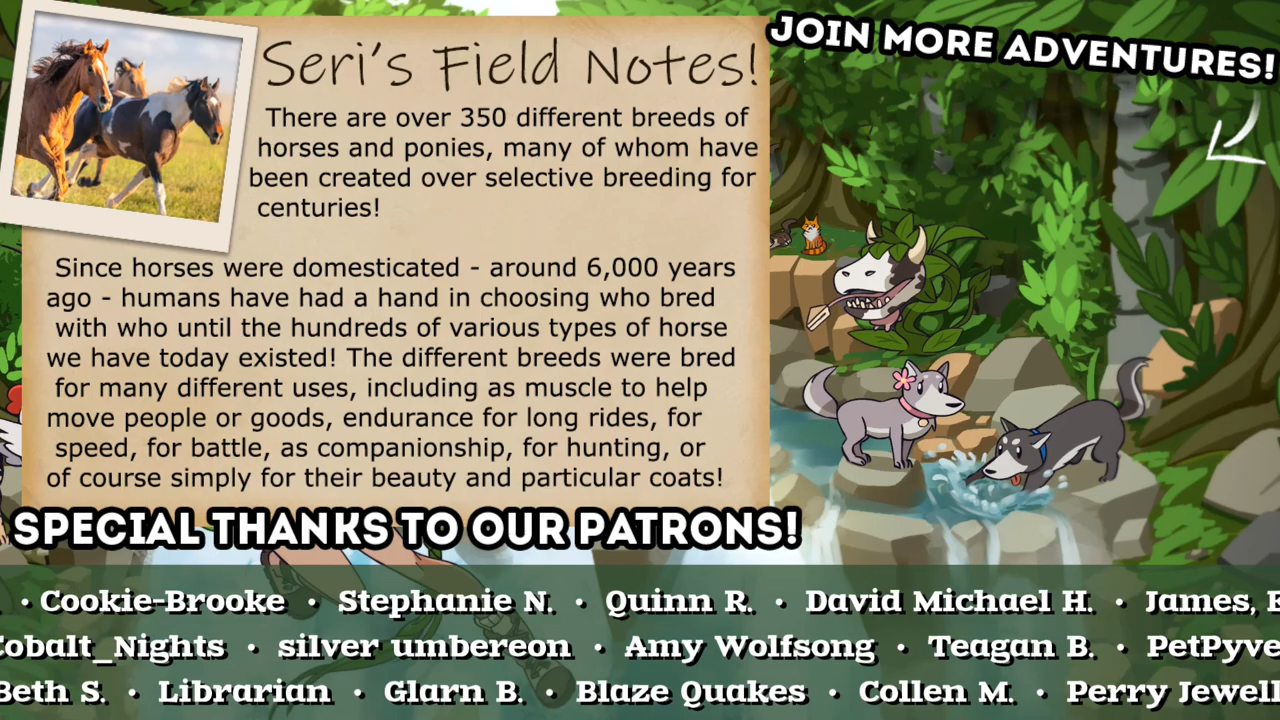 Seri's Field Notes!
JOIN MORE ADVENTURES!
There are over 350 different breeds of
horses and ponies, many of whom have
been created over selective breeding for
centuries!
Since horses were domesticated - around 6,000 years
ago - humans have had a hand in choosing who bred
with who until the hundreds of various types of horse
we have today existed! The different breeds were bred
for many different uses, including as muscle to help
move people or goods, endurance for long rides, for
speed, for battle, as companionship, for hunting, or
of course simply for their beauty and particular coats!
SPECIAL THANKS TO OUR PATRONS!
• Cookie-Brooke • Stephanie N. • Quinn R. • David Michael H. • James,
Cobalt_Nights • silver umbereon • Amy Wolfsong • Teagan B. • PetPyve
Beth S. • Librarian • Glarn B. • Blaze Quakes • Collen M. • Perry Jewell